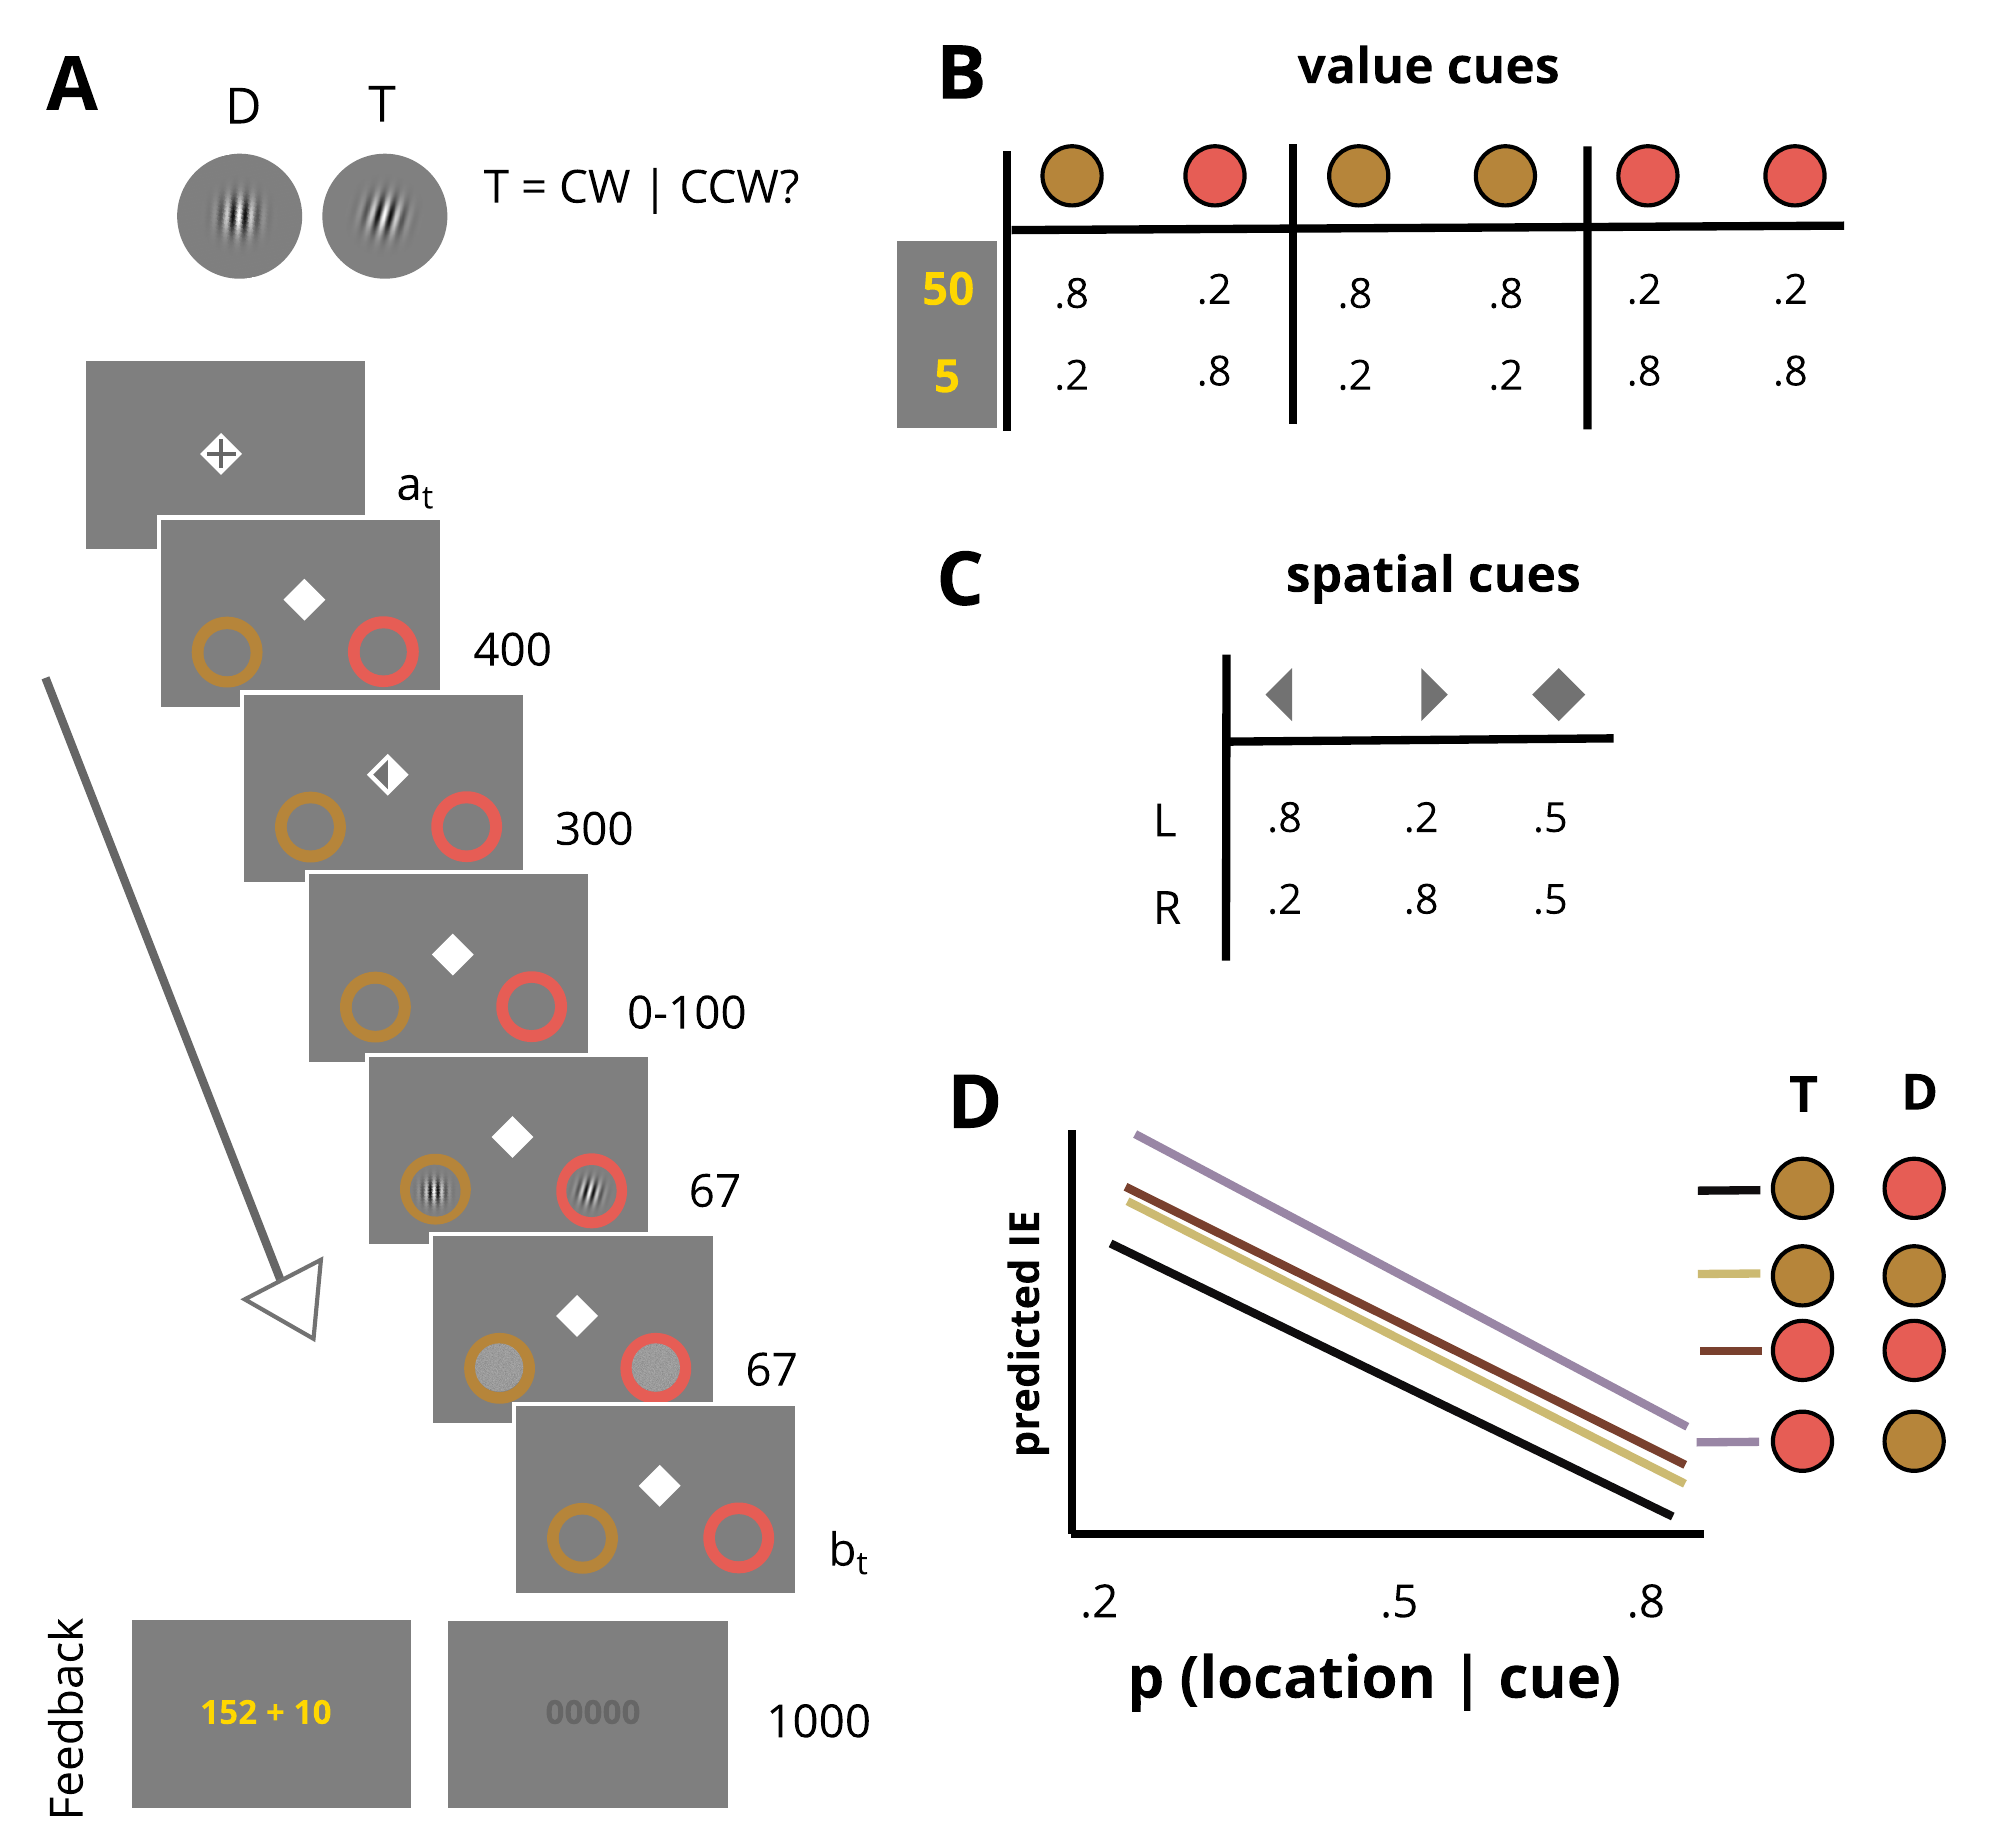 A
D T
T = CW | CCW?
at
400
300
0-100
67
67
bt
Feedback
152 + 10
00000
1000
B
value cues
50 .8 .2 .8 .8 .2 .2
5 .2 .8 .2 .2 .8 .8
C
spatial cues
L .8 .2 .5
R .2 .8 .5
D
T D
predicted IE
.2 .5 .8
p (location | cue)